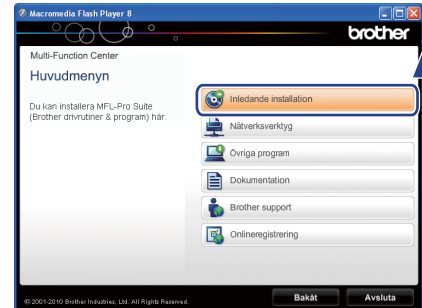 Macromedia Flash Player 8
brother
Multi-Function Center
Huvudmenyn
Du kan installera MFL-Pro Suite
(Brother drivrutiner & program) här.
Inledande installation
Nätverksverktyg
Övriga program
Dokumentation
Brother support
Onlineregistrering
© 2001-2010 Brother Industries, Ltd. All Rights Reserved.
Bakåt
Avsluta